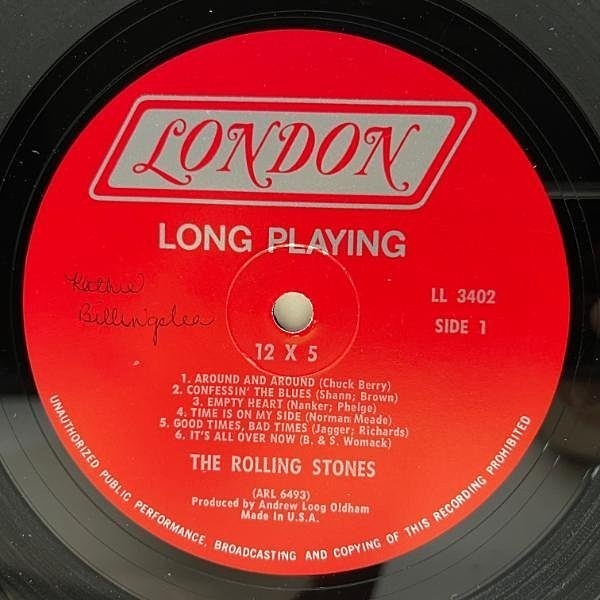 LONDON
LONG PLAYING
Kathie
Billingslea
LL 3402
SIDE 1
12 X 5
1. AROUND AND AROUND (Chuck Berry)
2. CONFESSIN' THE BLUES (Shann; Brown)
3. EMPTY HEART (Nanker; Phelge)
4. TIME IS ON MY SIDE (Norman Meade)
5. GOOD TIMES, BAD TIMES (Jagger; Richards)
6. IT'S ALL OVER NOW (B. & S. Womack)
THE ROLLING STONES
(ARL 6493)
Produced by Andrew Loog Oldham
Made in U.S.A.
UNAUTHORIZED PUBLIC PERFORMANCE, BROADCASTING AND COPYING OF THIS RECORDING PROHIBITED